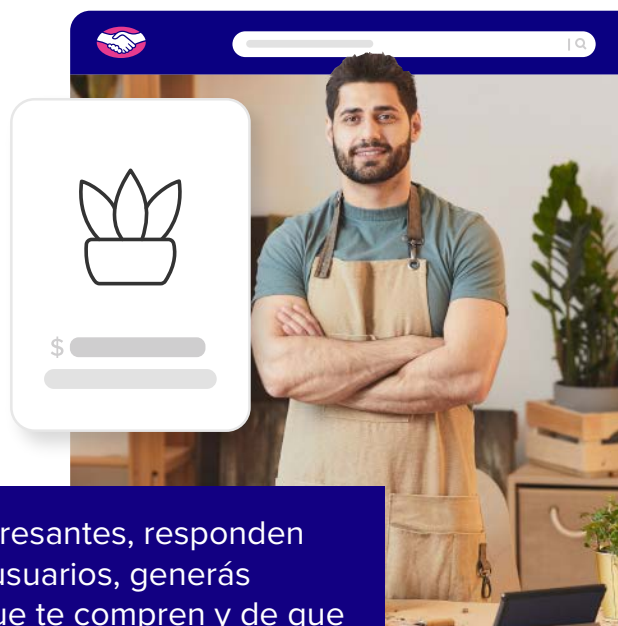 $
resantes, responden
usuarios, generás
ue te compren y de que